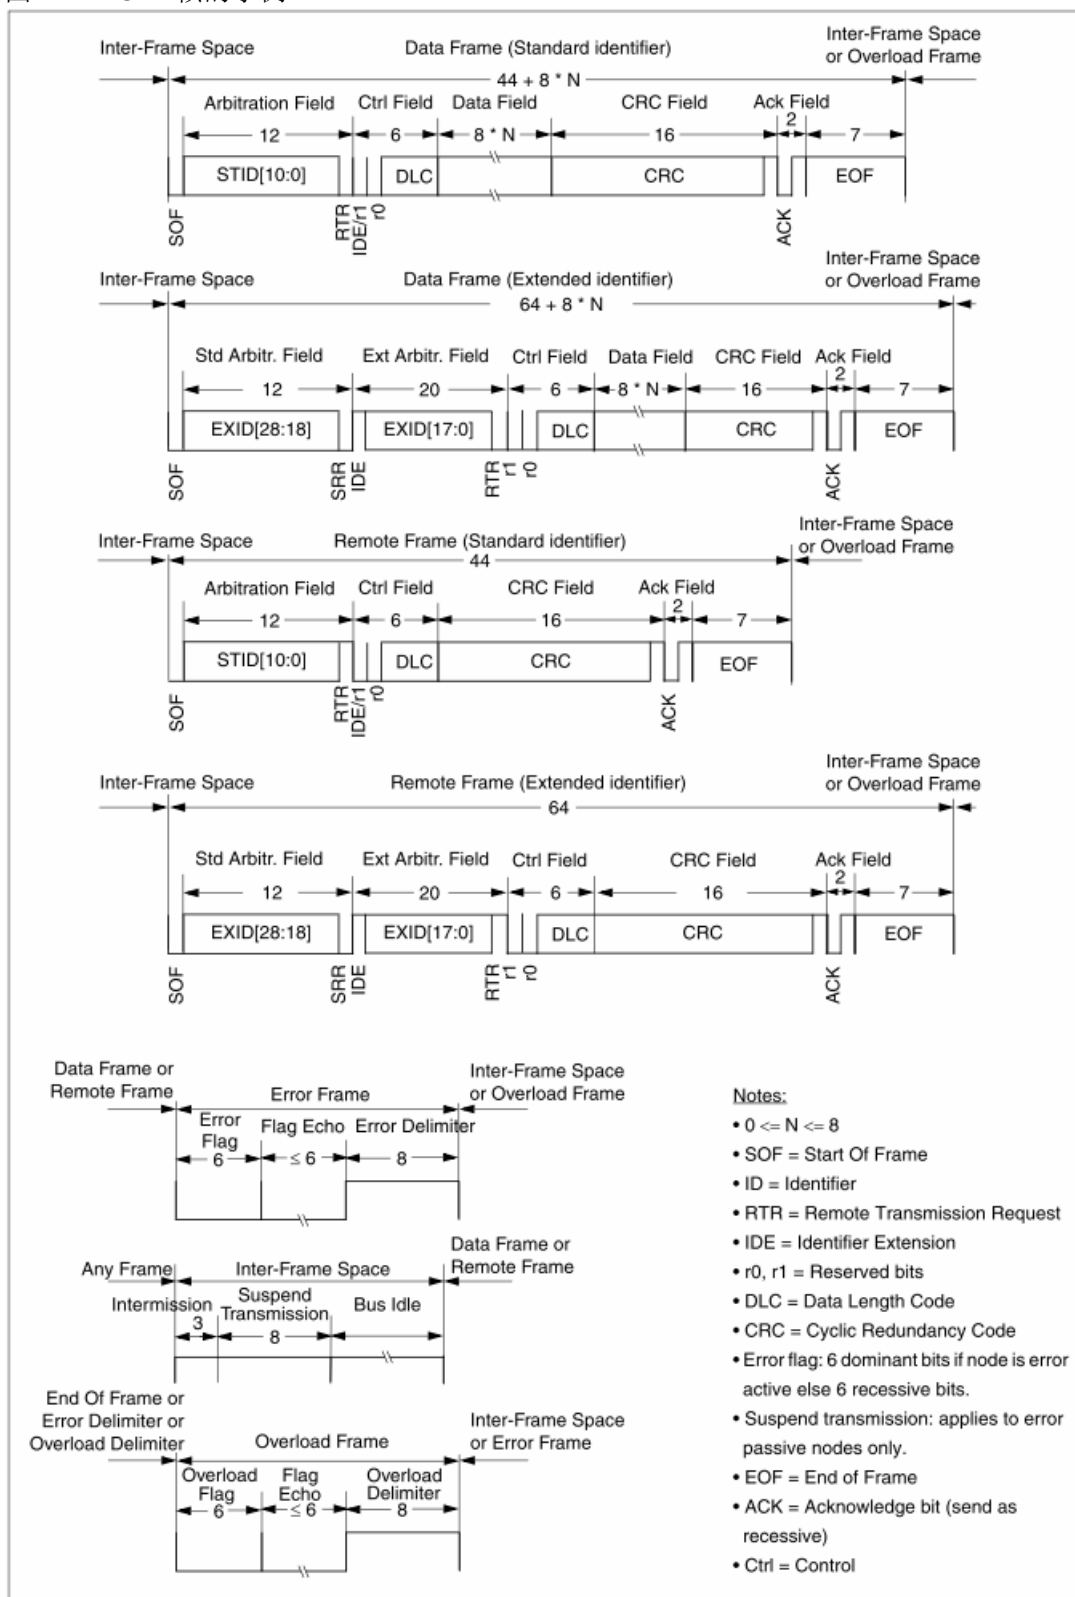 Inter-Frame Space
Data Frame (Standard identifier)
Inter-Frame Space
or Overload Frame
44 + 8 * N
Arbitration Field
Ctrl Field
Data Field
CRC Field
Ack Field
12
6
8 * N
16
2
7
STID[10:0]
DLC
CRC
EOF
SOF
RTR
IDE/r1
r0
ACK
Inter-Frame Space
Data Frame (Extended identifier)
Inter-Frame Space
or Overload Frame
64 + 8 * N
Std Arbitr. Field
Ext Arbitr. Field
Ctrl Field
Data Field
CRC Field
Ack Field
12
20
6
8 * N
16
2
7
EXID[28:18]
EXID[17:0]
DLC
CRC
EOF
SOF
SRR
IDE
RTR
r1
r0
ACK
Inter-Frame Space
Remote Frame (Standard identifier)
Inter-Frame Space
or Overload Frame
44
Arbitration Field
Ctrl Field
CRC Field
Ack Field
12
6
16
2
7
STID[10:0]
DLC
CRC
EOF
SOF
RTR
IDE/r1
r0
ACK
Inter-Frame Space
Remote Frame (Extended identifier)
Inter-Frame Space
or Overload Frame
64
Std Arbitr. Field
Ext Arbitr. Field
Ctrl Field
CRC Field
Ack Field
12
20
6
16
2
7
EXID[28:18]
EXID[17:0]
DLC
CRC
EOF
SOF
SRR
IDE
RTR
r1
r0
ACK
Data Frame or
Remote Frame
Error Frame
Inter-Frame Space
or Overload Frame
Error
Flag
Flag Echo
Error Delimiter
6
≤ 6
8
Any Frame
Inter-Frame Space
Data Frame or
Remote Frame
Intermission
3
Suspend
Transmission
8
Bus Idle
End Of Frame or
Error Delimiter or
Overload Delimiter
Overload Frame
Inter-Frame Space
or Error Frame
Overload
Flag
Flag
Echo
Overload
Delimiter
6
≤ 6
8
Notes:
• 0 <= N <= 8
• SOF = Start Of Frame
• ID = Identifier
• RTR = Remote Transmission Request
• IDE = Identifier Extension
• r0, r1 = Reserved bits
• DLC = Data Length Code
• CRC = Cyclic Redundancy Code
• Error flag: 6 dominant bits if node is error
active else 6 recessive bits.
• Suspend transmission: applies to error
passive nodes only.
• EOF = End of Frame
• ACK = Acknowledge bit (send as
recessive)
• Ctrl = Control